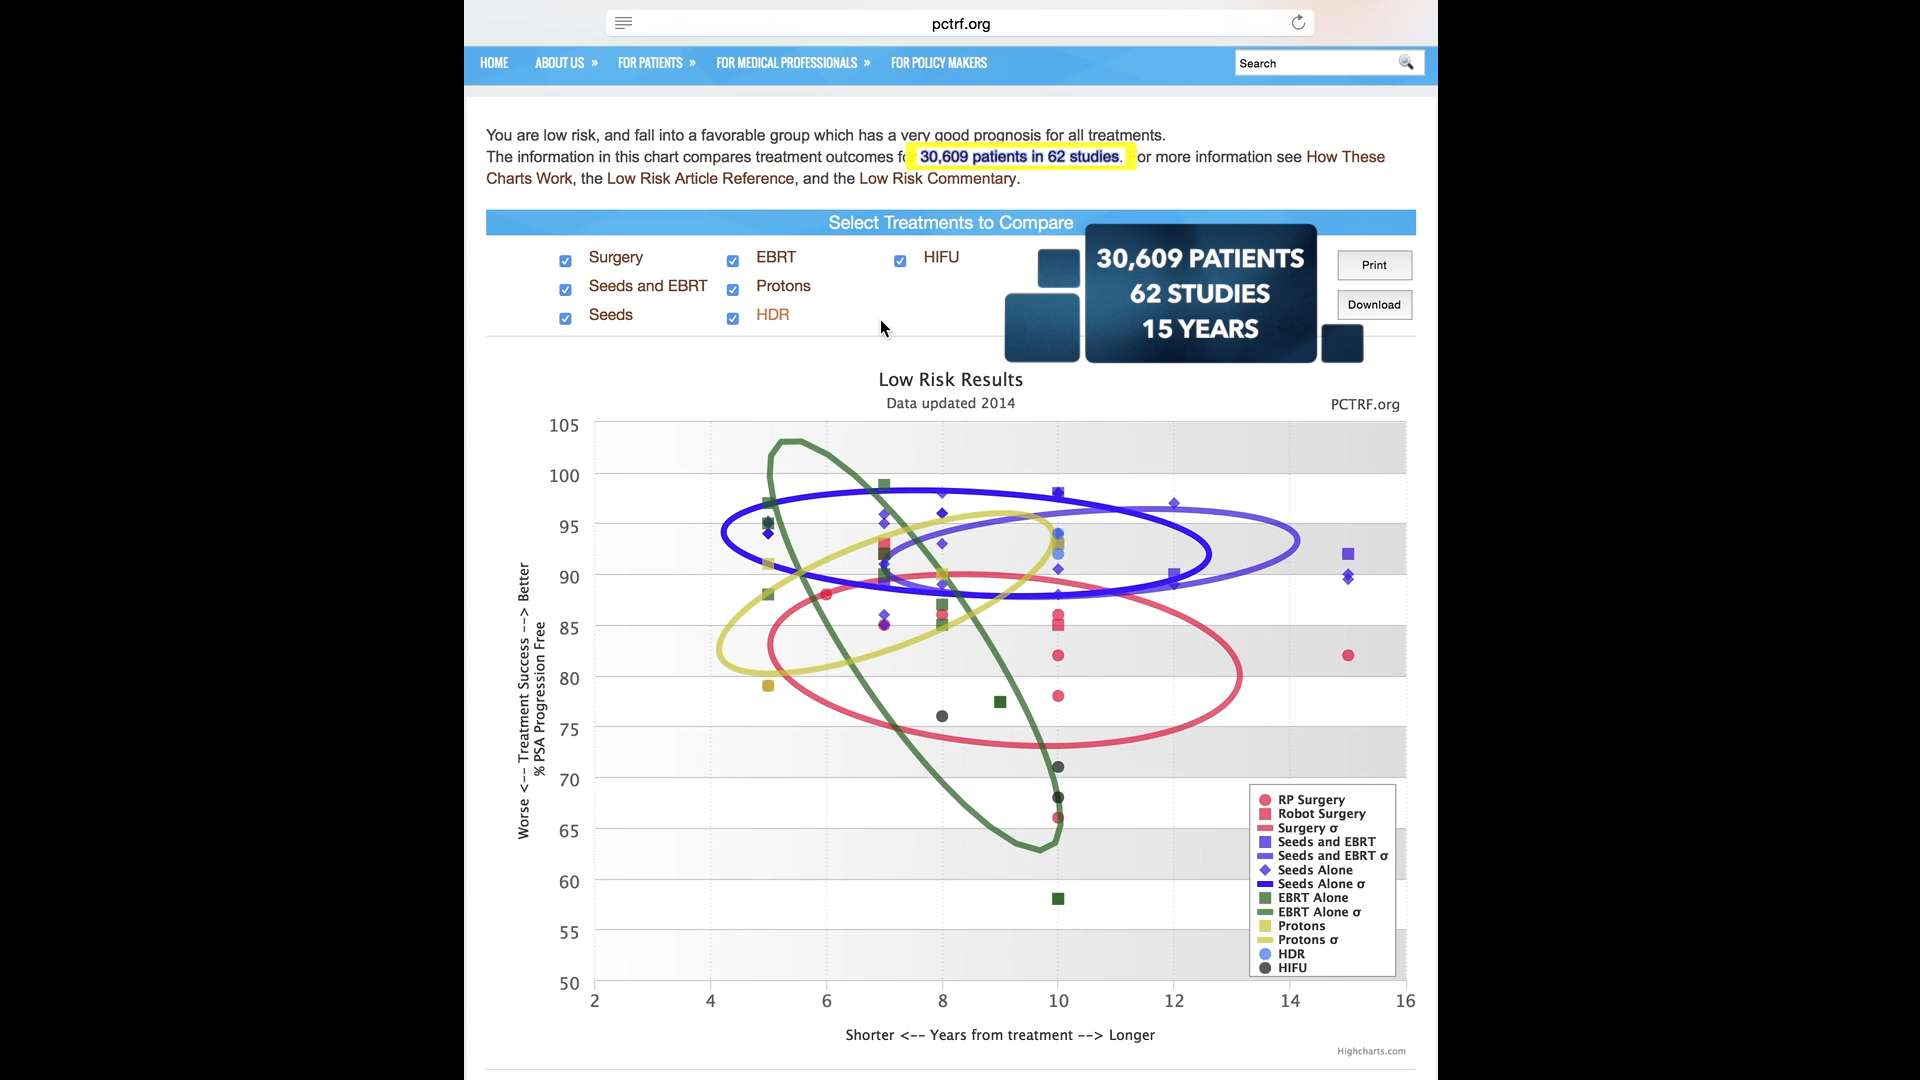 pctrf.org
HOME
ABOUT US »
FOR PATIENTS »
FOR MEDICAL PROFESSIONALS »
FOR POLICY MAKERS
Search
You are low risk, and fall into a favorable group which has a very good prognosis for all treatments.
The information in this chart compares treatment outcomes fo 30,609 patients in 62 studies. or more information see How These
Charts Work, the Low Risk Article Reference, and the Low Risk Commentary.
Select Treatments to Compare
Surgery
EBRT
HIFU
Seeds and EBRT
Protons
Seeds
HDR
30,609 PATIENTS
62 STUDIES
15 YEARS
Print
Download
Low Risk Results
Data updated 2014
PCTRF.org
105
100
95
90
85
80
75
70
65
60
55
50
Worse <-- Treatment Success --> Better
% PSA Progression Free
RP Surgery
Robot Surgery
Surgery σ
Seeds and EBRT
Seeds and EBRT σ
Seeds Alone
Seeds Alone σ
EBRT Alone
EBRT Alone σ
Protons
Protons σ
HDR
HIFU
2 4 6 8 10 12 14 16
Shorter <-- Years from treatment --> Longer
Highcharts.com